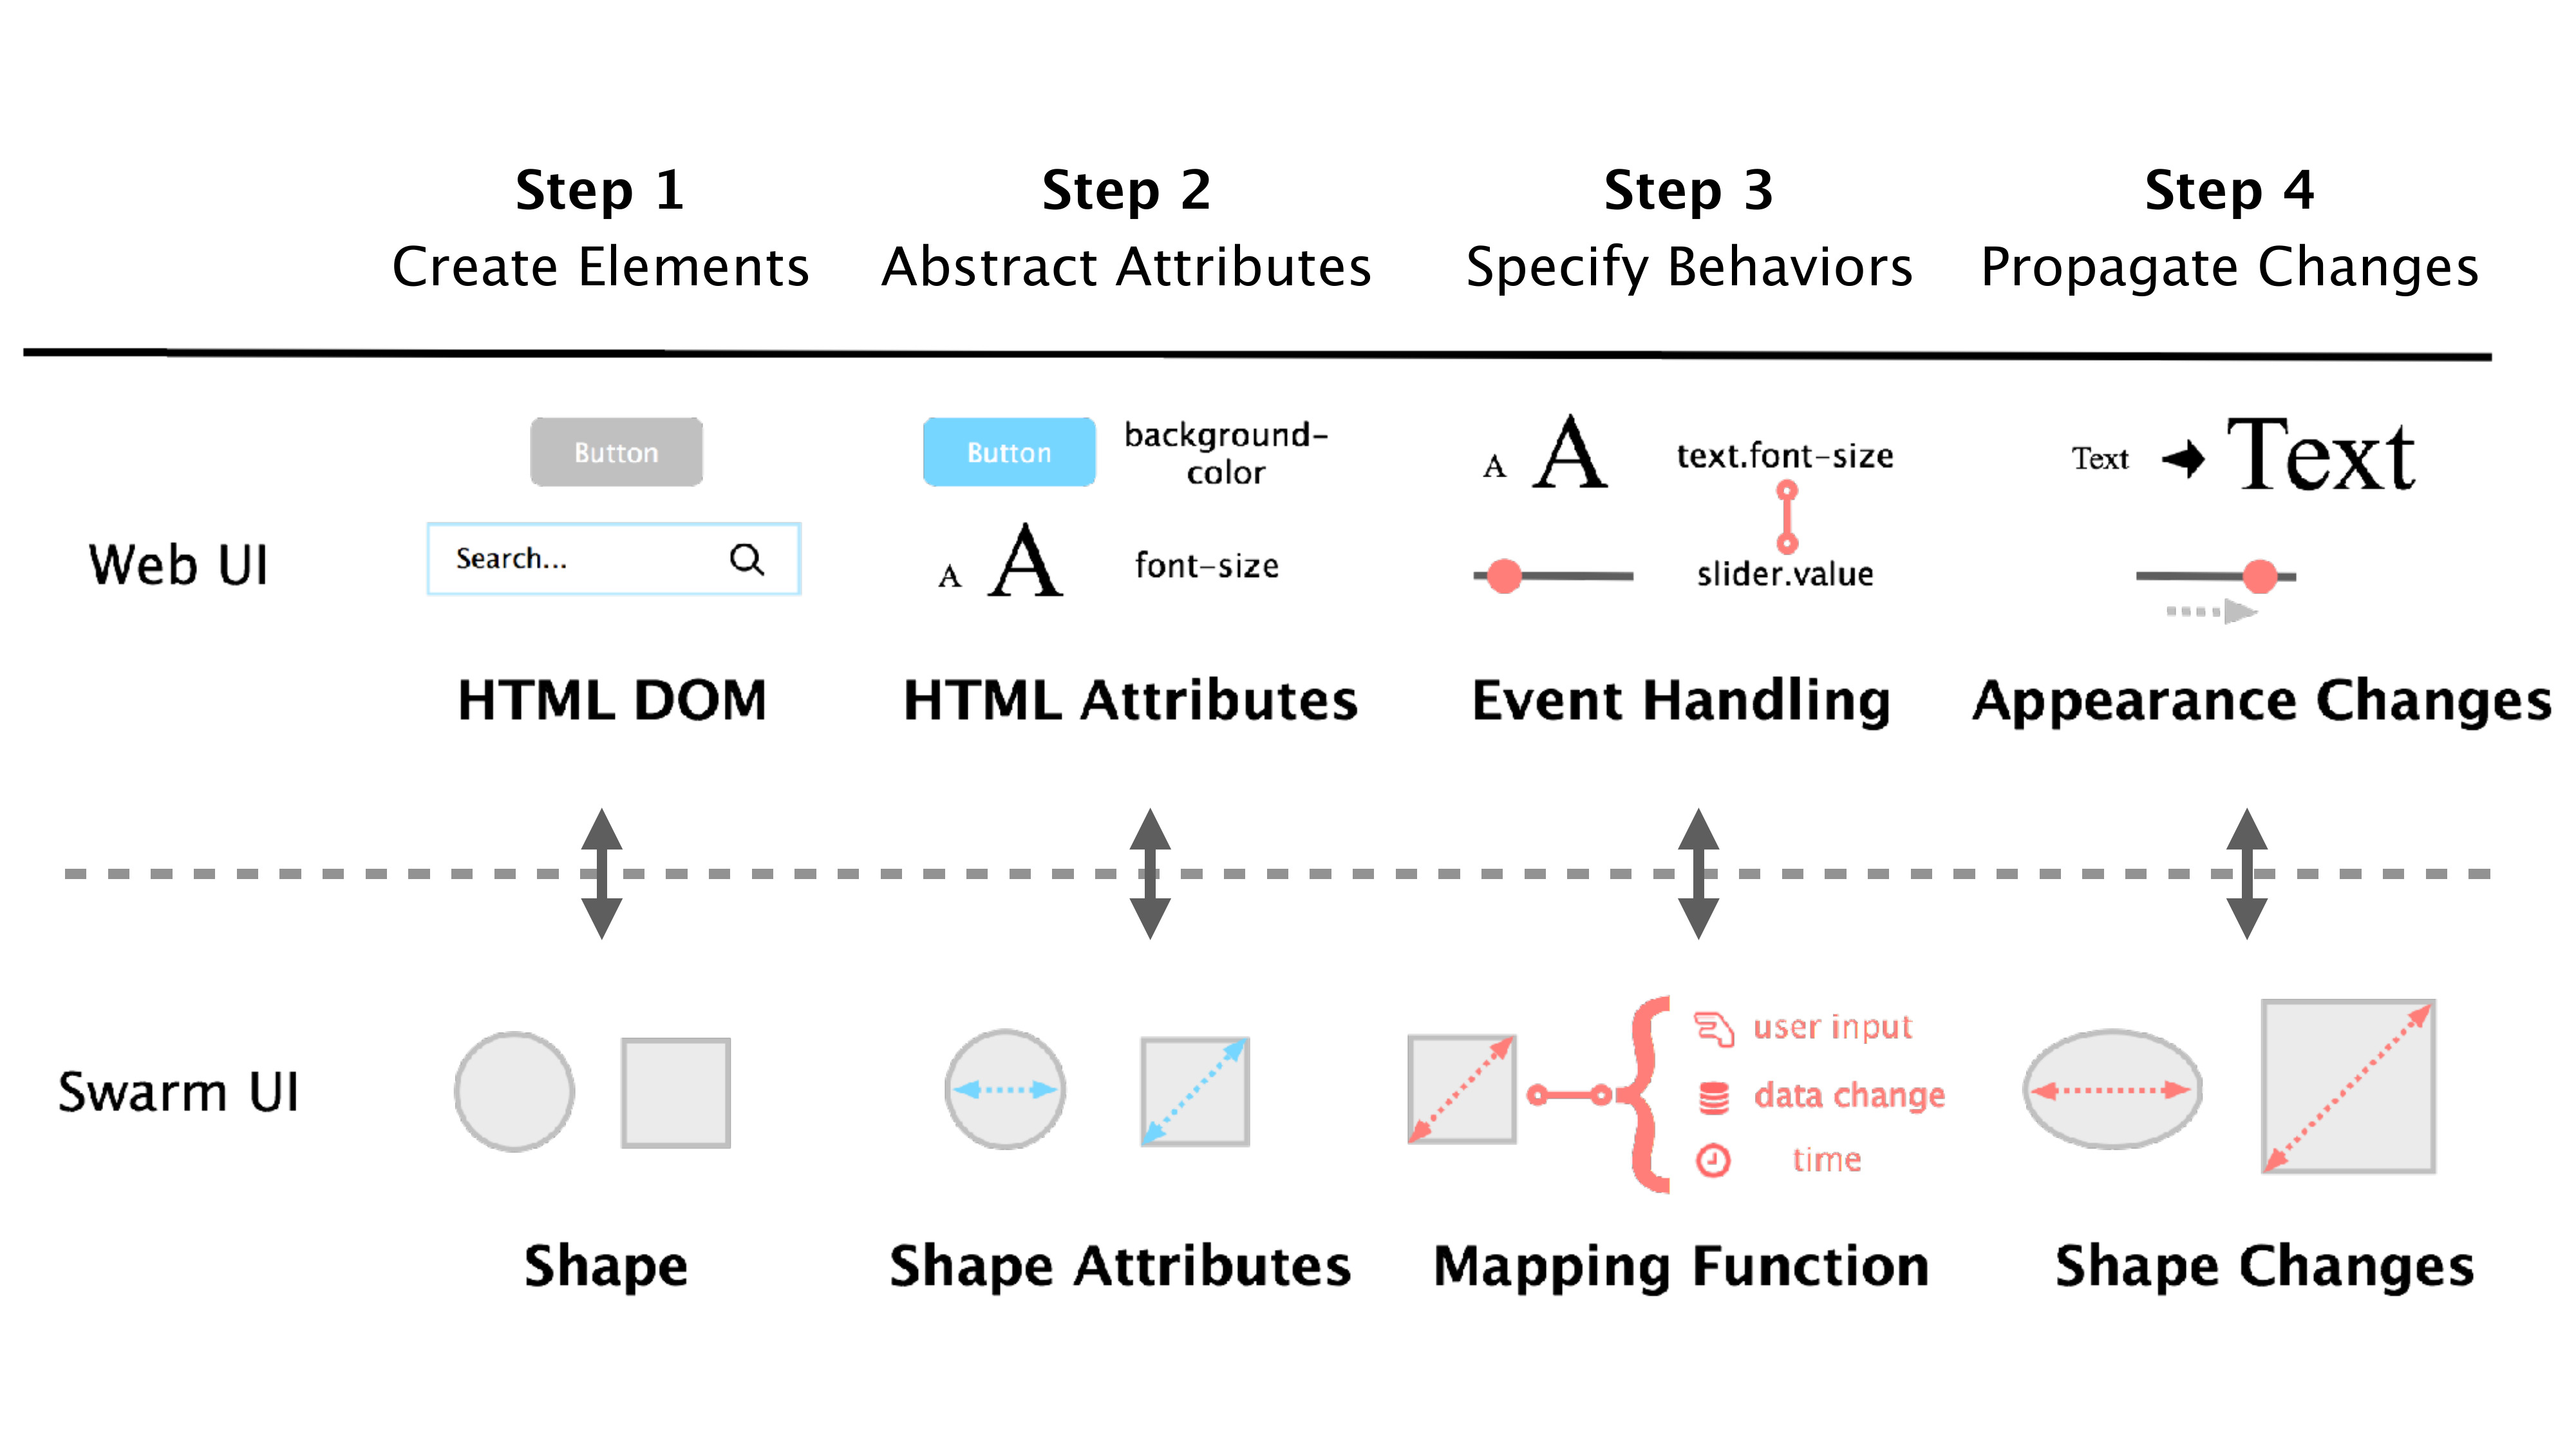 Step 1
Create Elements
Step 2
Abstract Attributes
Step 3
Specify Behaviors
Step 4
Propagate Changes
Web UI
Button
Search...
HTML DOM
Button
background-
color
A A
font-size
HTML Attributes
A A
text.font-size
slider.value
Event Handling
Text
Text
Appearance Changes
Swarm UI
Shape
Shape Attributes
user input
data change
time
Mapping Function
Shape Changes